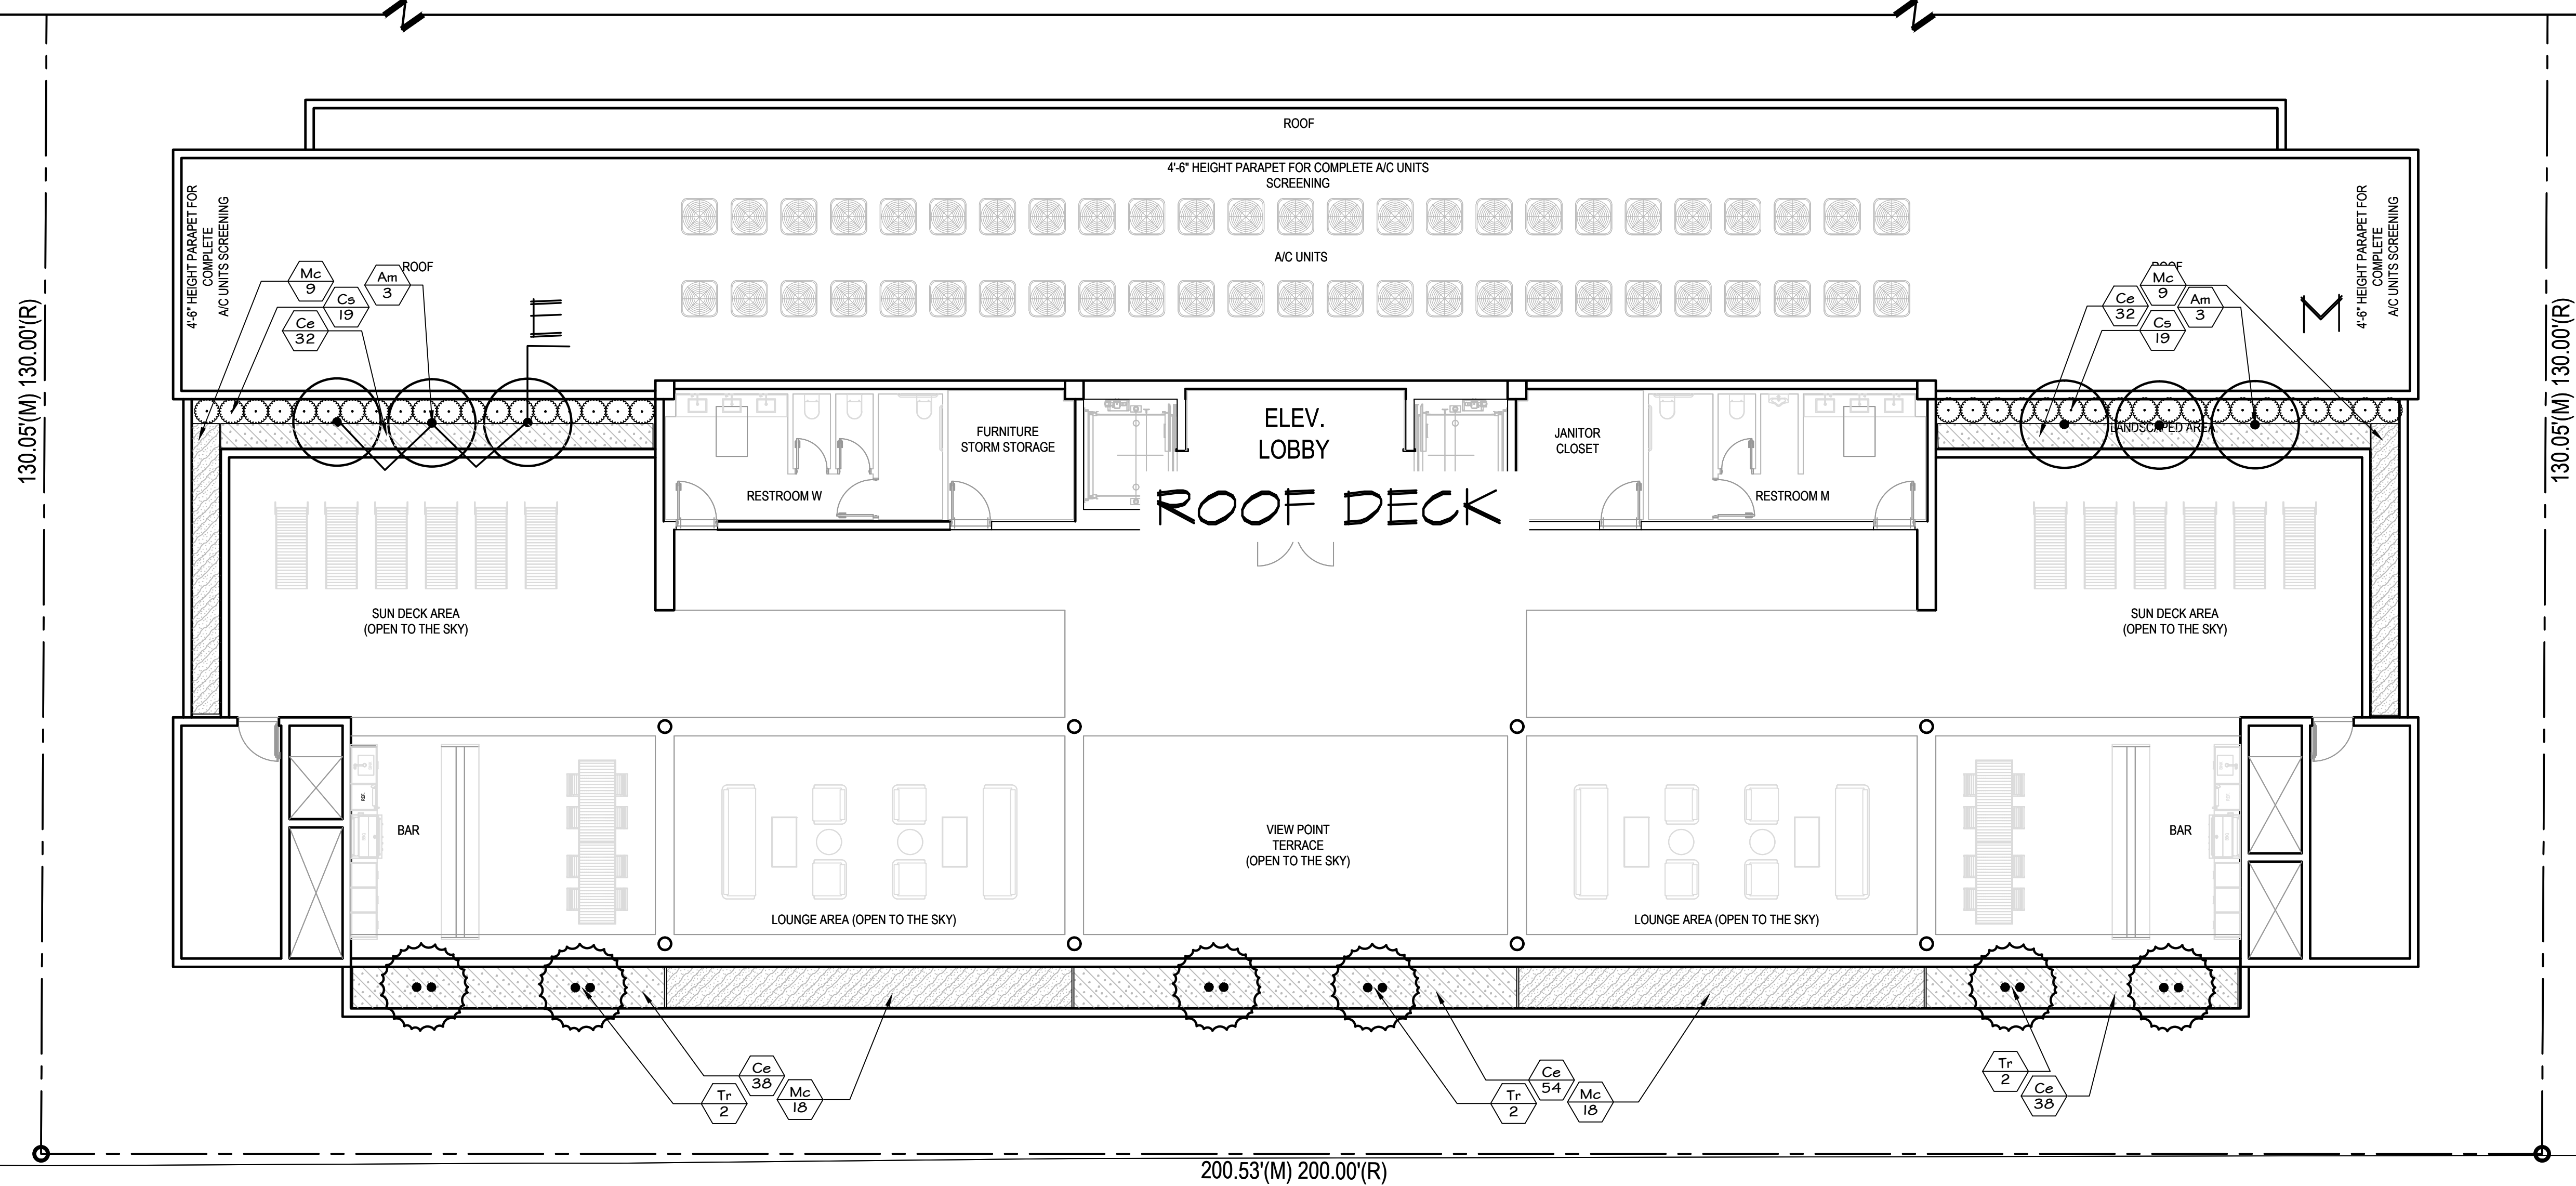 ROOF
4'-6" HEIGHT PARAPET FOR COMPLETE A/C UNITS
SCREENING
4'-6" HEIGHT PARAPET FOR
COMPLETE
A/C UNITS SCREENING
4'-6" HEIGHT PARAPET FOR
COMPLETE
A/C UNITS SCREENING
A/C UNITS
ROOF
Mc
9
Am
3
Cs
19
Ce
32
E
ROOF
Mc
9
Ce
32
Am
3
Cs
19
M
130.05'(M) 130.00'(R)
130.05'(M) 130.00'(R)
LANDSCAPED AREA
ELEV.
LOBBY
FURNITURE
STORM STORAGE
JANITOR
CLOSET
RESTROOM W
RESTROOM M
ROOF DECK
SUN DECK AREA
(OPEN TO THE SKY)
SUN DECK AREA
(OPEN TO THE SKY)
REF.
BAR
VIEW POINT
TERRACE
(OPEN TO THE SKY)
BAR
LOUNGE AREA (OPEN TO THE SKY)
LOUNGE AREA (OPEN TO THE SKY)
Ce
38
Tr
2
Mc
18
Ce
54
Tr
2
Mc
18
Tr
2
Ce
38
200.53'(M) 200.00'(R)